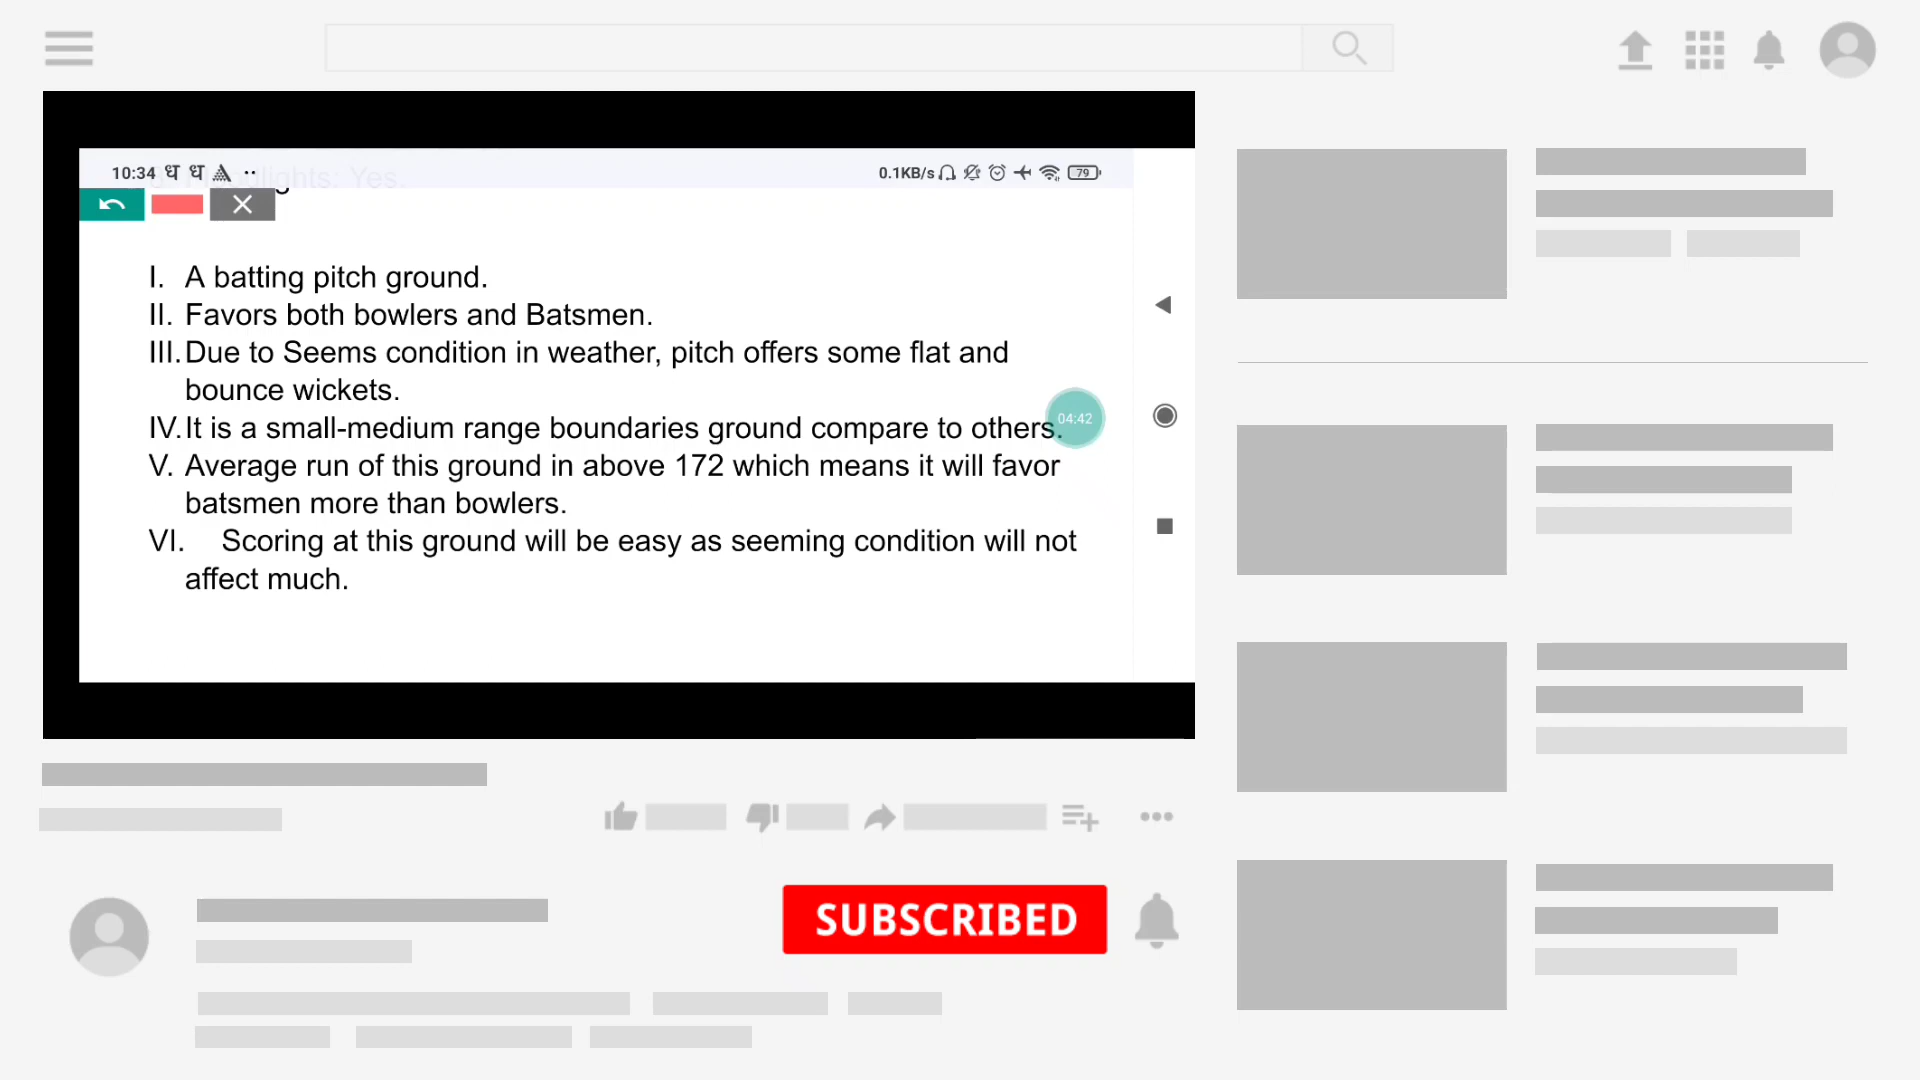 10:34 ध ध 0.1KB/s 79
lights: Yes.
I. A batting pitch ground.
II. Favors both bowlers and Batsmen.
III. Due to Seems condition in weather, pitch offers some flat and
bounce wickets.
IV. It is a small-medium range boundaries ground compare to others.
04:42
V. Average run of this ground in above 172 which means it will favor
batsmen more than bowlers.
VI. Scoring at this ground will be easy as seeming condition will not
affect much.
SUBSCRIBED